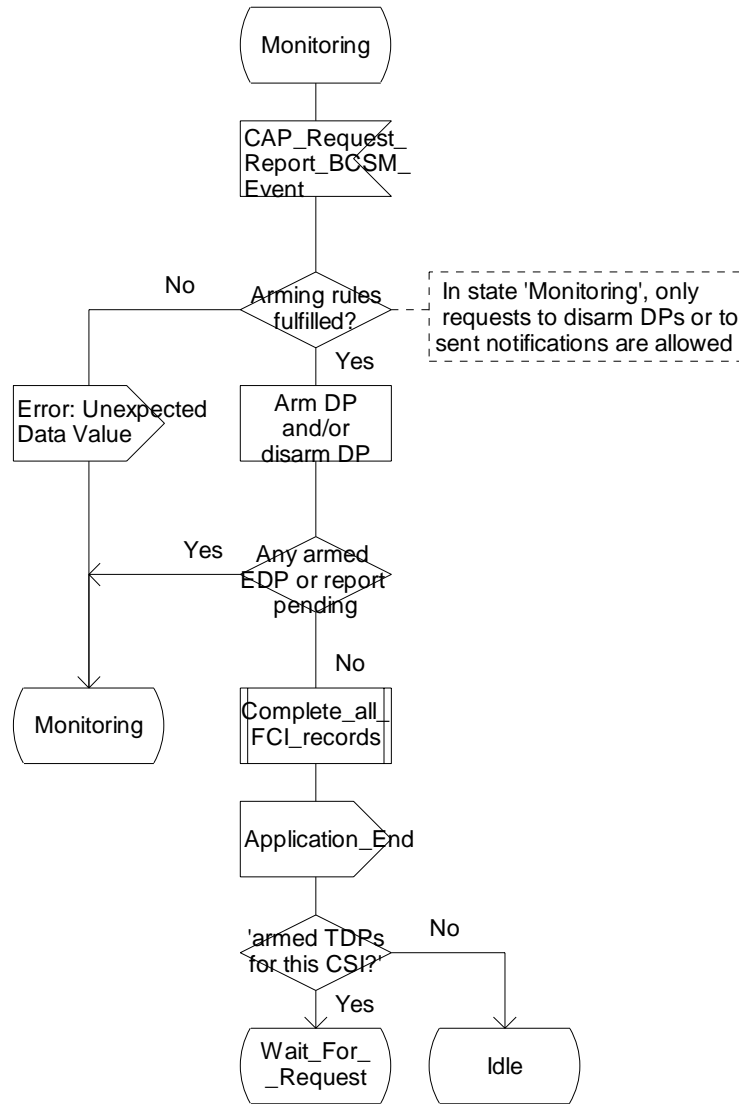 Monitoring
CAP_Request_
Report_BCSM_
Event
No
Arming rules
fulfilled?
In state 'Monitoring', only
requests to disarm DPs or to
sent notifications are allowed
Yes
Error: Unexpected
Data Value
Arm DP
and/or
disarm DP
Yes
Any armed
EDP or report
pending
No
Monitoring
Complete_all_
FCI_records
Application_End
'armed TDPs
for this CSI?'
No
Yes
Wait_For_
_Request
Idle